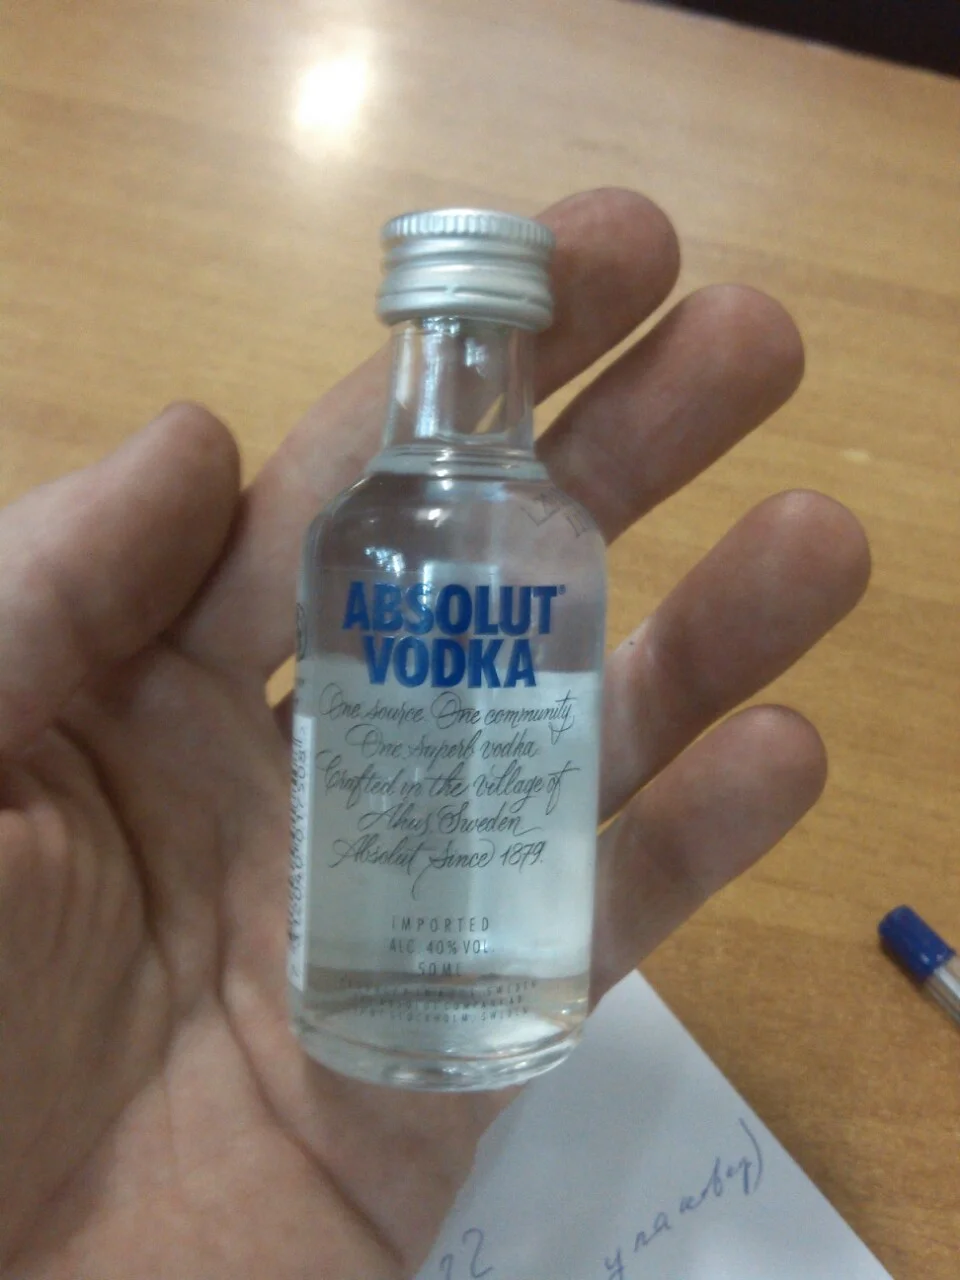 ABSOLUT®
VODKA
One source. One community.
One superb vodka.
Crafted in the village of
Åhus, Sweden
Absolut Since 1879.
IMPORTED
ALC. 40% VOL.
50ML
22